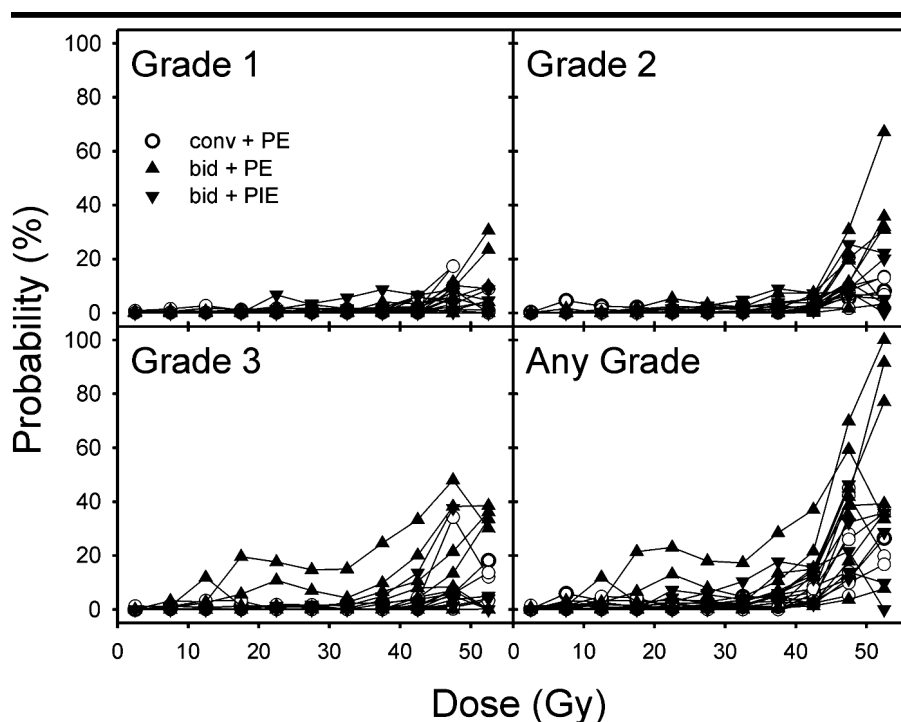 100
80
60
40
20
0
Grade 1
conv + PE
bid + PE
bid + PIE
Grade 2
Probability (%)
100
80
60
40
20
0
Grade 3
Any Grade
0 10 20 30 40 50 0 10 20 30 40 50
Dose (Gy)